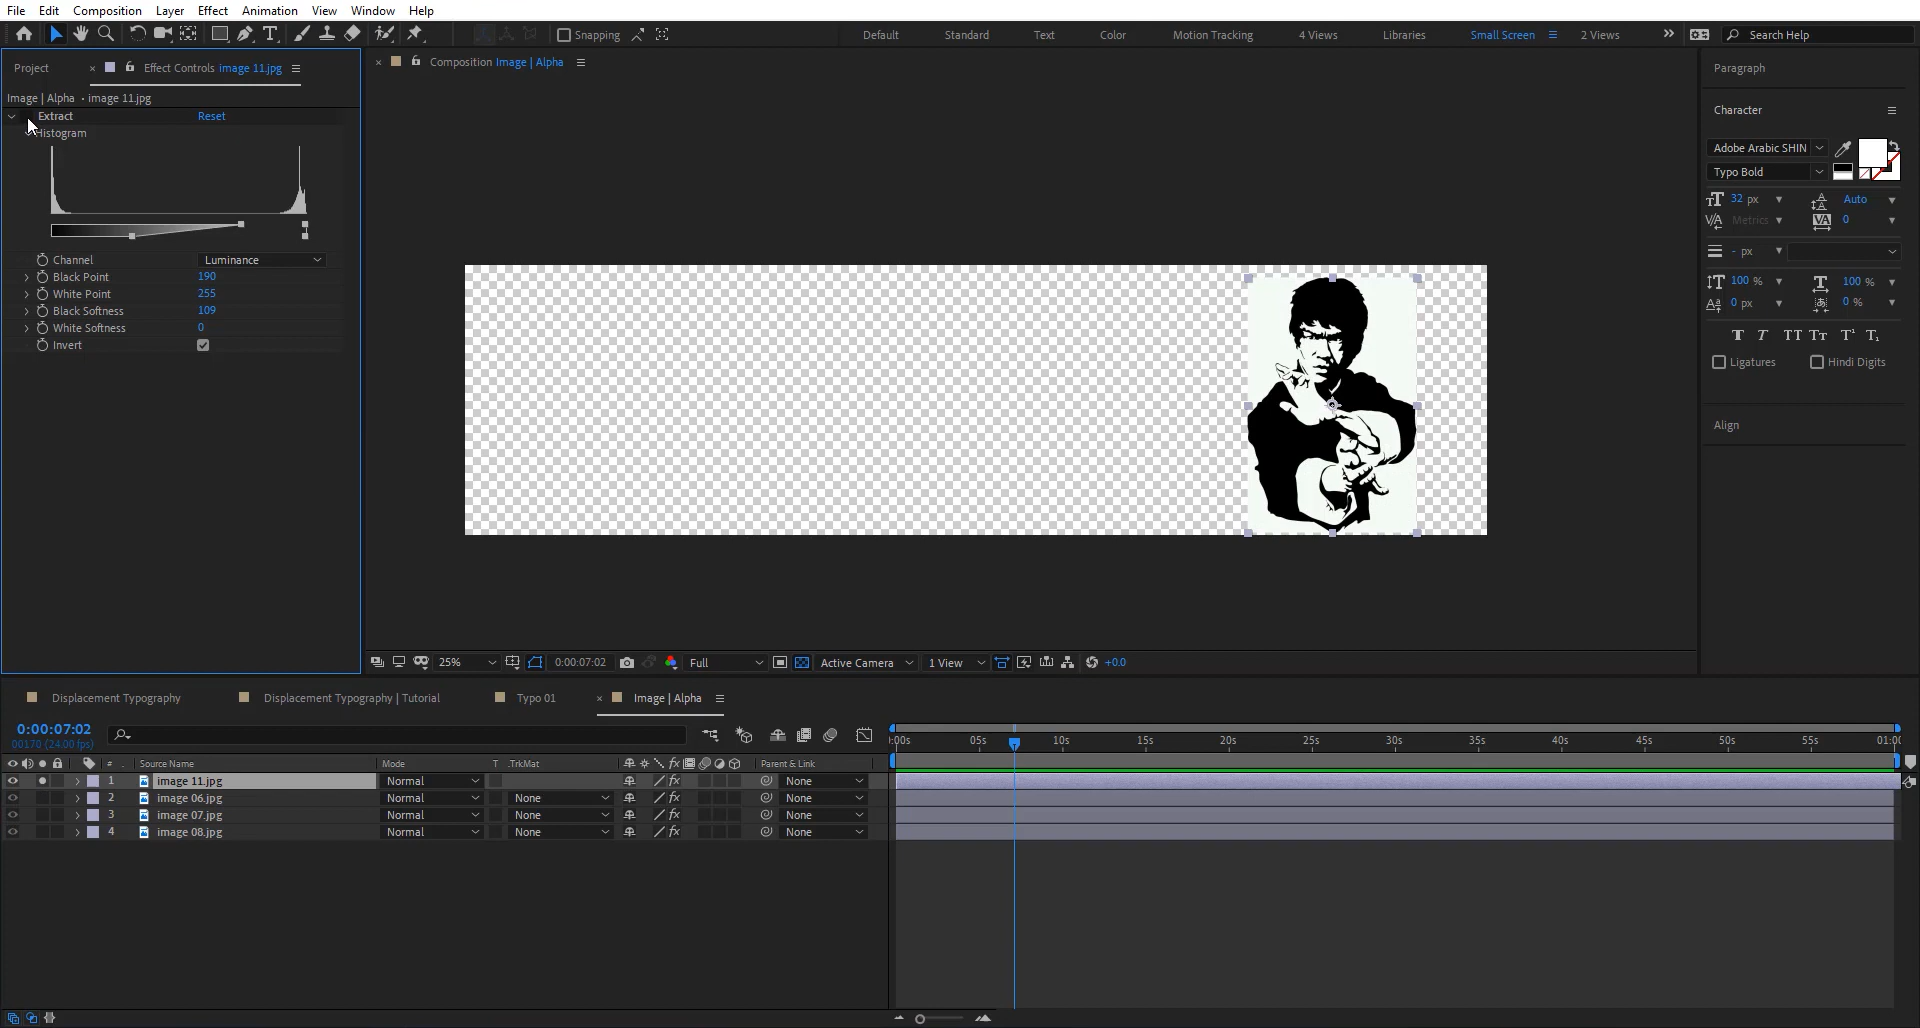 File Edit Composition Layer Effect Animation View Window Help
Snapping Default Standard Text Color Motion Tracking 4 Views Libraries Small Screen 2 Views Search Help
Project Effect Controls image 11.jpg
Composition Image | Alpha
Paragraph
Image | Alpha • image 11.jpg
Extract Reset
Histogram
Channel Luminance
Black Point 190
White Point 255
Black Softness 109
White Softness 0
Invert
Character
Adobe Arabic SHIN
Typo Bold
32 px Auto
Metrics 0
- px
100 % 100 %
0 px 0 %
Ligatures Hindi Digits
Align
25% 0:00:07:02 Full Active Camera 1 View +0.0
Displacement Typography Displacement Typography | Tutorial Typo 01 Image | Alpha
0:00:07:02
00170 (24.00 fps)
:00s 05s 10s 15s 20s 25s 30s 35s 40s 45s 50s 55s 01:0
# Source Name Mode T .TrkMat Parent & Link
1 image 11.jpg Normal None
2 image 06.jpg Normal None None
3 image 07.jpg Normal None None
4 image 08.jpg Normal None None